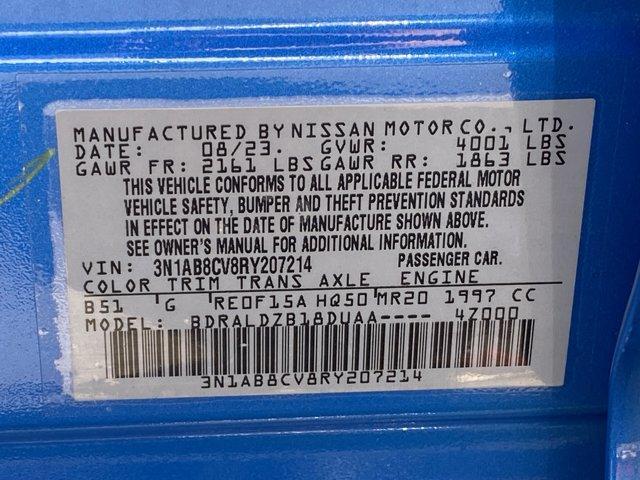 MANUFACTURED BY NISSAN MOTOR CO., LTD.
DATE: 08/23. GVWR: 4001 LBS
GAWR FR: 2161 LBS GAWR RR: 1863 LBS
THIS VEHICLE CONFORMS TO ALL APPLICABLE FEDERAL MOTOR
VEHICLE SAFETY, BUMPER AND THEFT PREVENTION STANDARDS
IN EFFECT ON THE DATE OF MANUFACTURE SHOWN ABOVE.
SEE OWNER'S MANUAL FOR ADDITIONAL INFORMATION
VIN: 3N1AB8CV8RY207214 PASSENGER CAR.
COLOR TRIM TRANS AXLE ENGINE
B51 G RE0F15A HQ50 MR20 1997 CC
MODEL: BDRALDZB18DUAA---- 4Z000
3N1AB8CV8RY207214